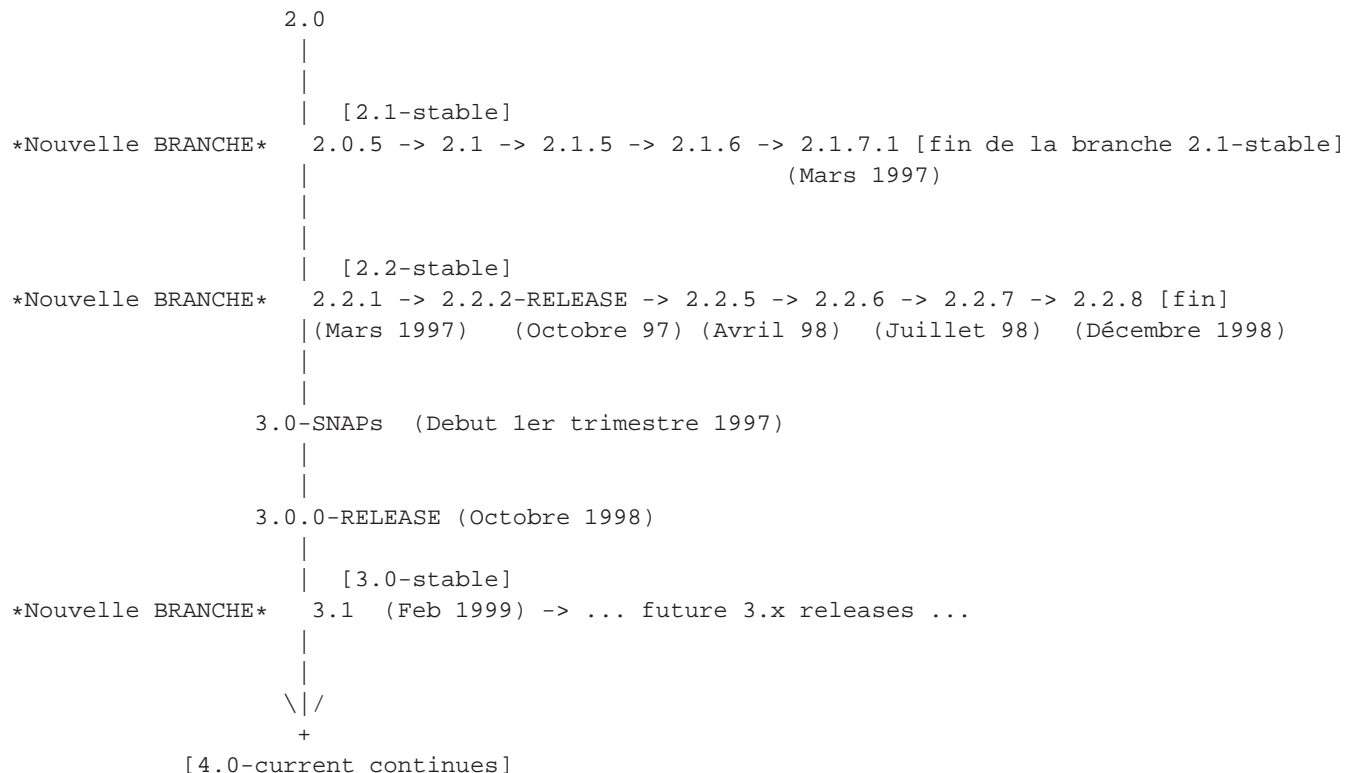 2.0
|
|
| [2.1-stable]
*Nouvelle BRANCHE* 2.0.5 -> 2.1 -> 2.1.5 -> 2.1.6 -> 2.1.7.1 [fin de la branche 2.1-stable]
| (Mars 1997)
|
|
| [2.2-stable]
*Nouvelle BRANCHE* 2.2.1 -> 2.2.2-RELEASE -> 2.2.5 -> 2.2.6 -> 2.2.7 -> 2.2.8 [fin]
|(Mars 1997) (Octobre 97) (Avril 98) (Juillet 98) (Décembre 1998)
|
|
3.0-SNAPs (Debut 1er trimestre 1997)
|
|
3.0.0-RELEASE (Octobre 1998)
|
| [3.0-stable]
*Nouvelle BRANCHE* 3.1 (Feb 1999) -> ... future 3.x releases ...
|
|
\|/
+
[4.0-current continues]